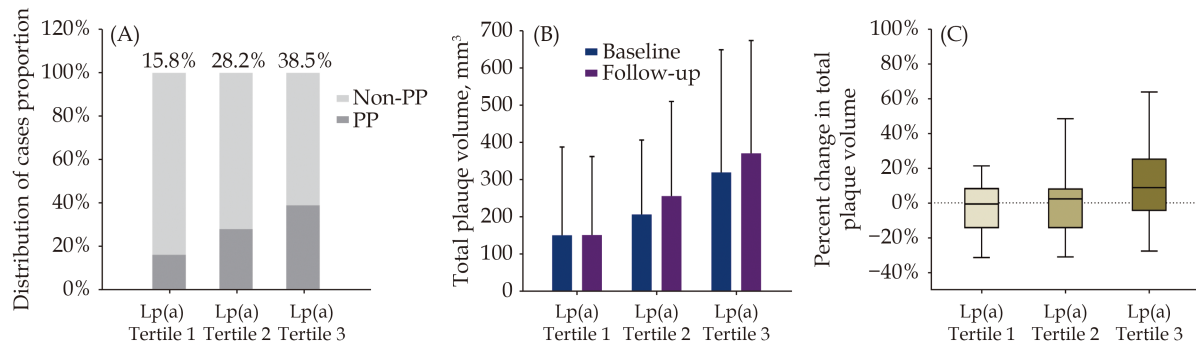 (A)
Distribution of cases proportion
120%
100%
80%
60%
40%
20%
0%
15.8% 28.2% 38.5%
Non-PP
PP
Lp(a) Lp(a) Lp(a)
Tertile 1 Tertile 2 Tertile 3
(B)
Total plauqe volume, mm³
700
600
500
400
300
200
100
0
Baseline
Follow-up
Lp(a) Lp(a) Lp(a)
Tertile 1 Tertile 2 Tertile 3
(C)
Percent change in total
plaque volume
80%
60%
40%
20%
0%
−20%
−40%
Lp(a) Lp(a) Lp(a)
Tertile 1 Tertile 2 Tertile 3